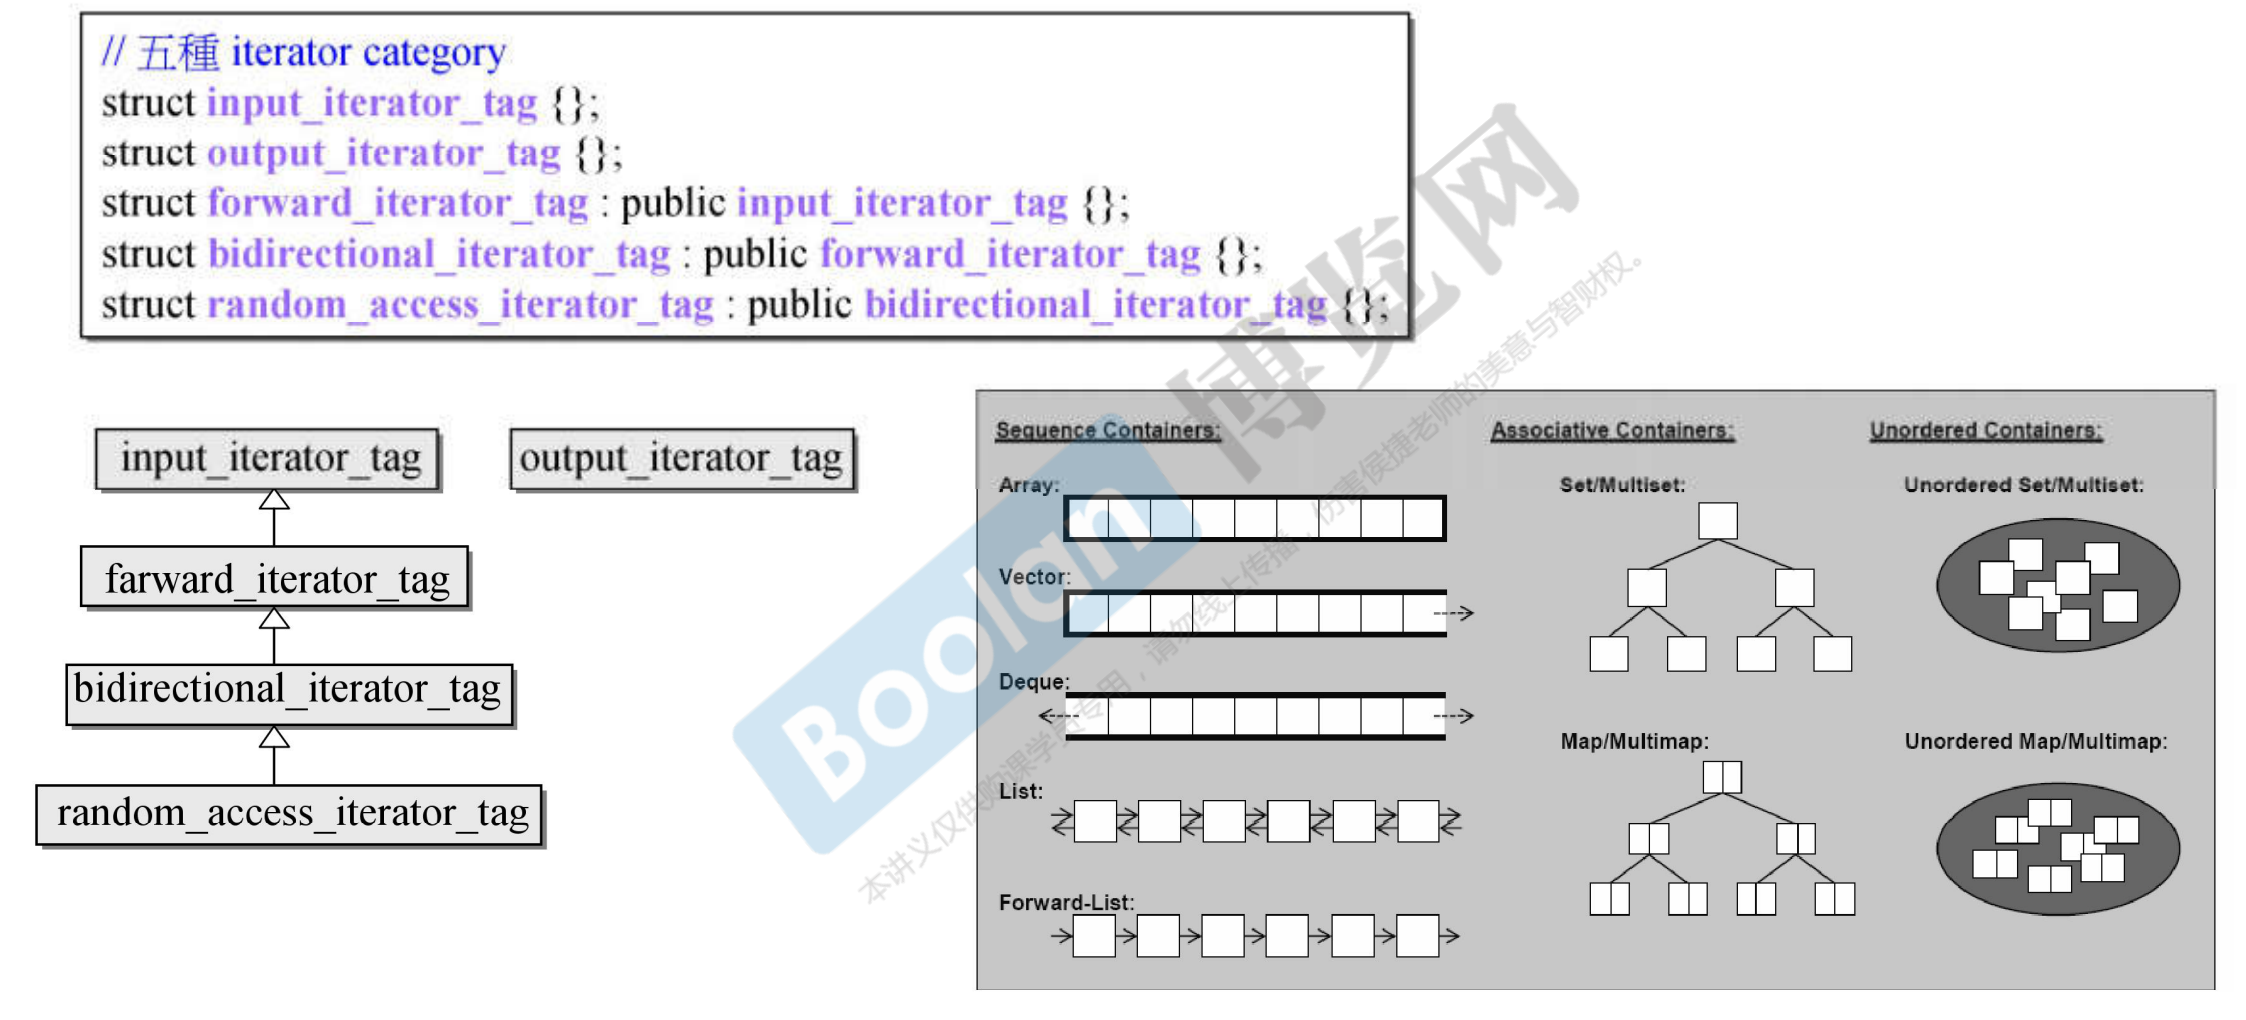 // 五種 iterator category
struct input_iterator_tag {};
struct output_iterator_tag {};
struct forward_iterator_tag : public input_iterator_tag {};
struct bidirectional_iterator_tag : public forward_iterator_tag {};
struct random_access_iterator_tag : public bidirectional_iterator_tag {};
input_iterator_tag
output_iterator_tag
farward_iterator_tag
bidirectional_iterator_tag
random_access_iterator_tag
Sequence Containers:
Array:
Vector:
Deque:
List:
Forward-List:
Associative Containers:
Set/Multiset:
Map/Multimap:
Unordered Containers:
Unordered Set/Multiset:
Unordered Map/Multimap:
Boolan 博览网
本讲义仅供购课学员专用，请勿线上传播，伤害侯捷老师的美意与智财权。